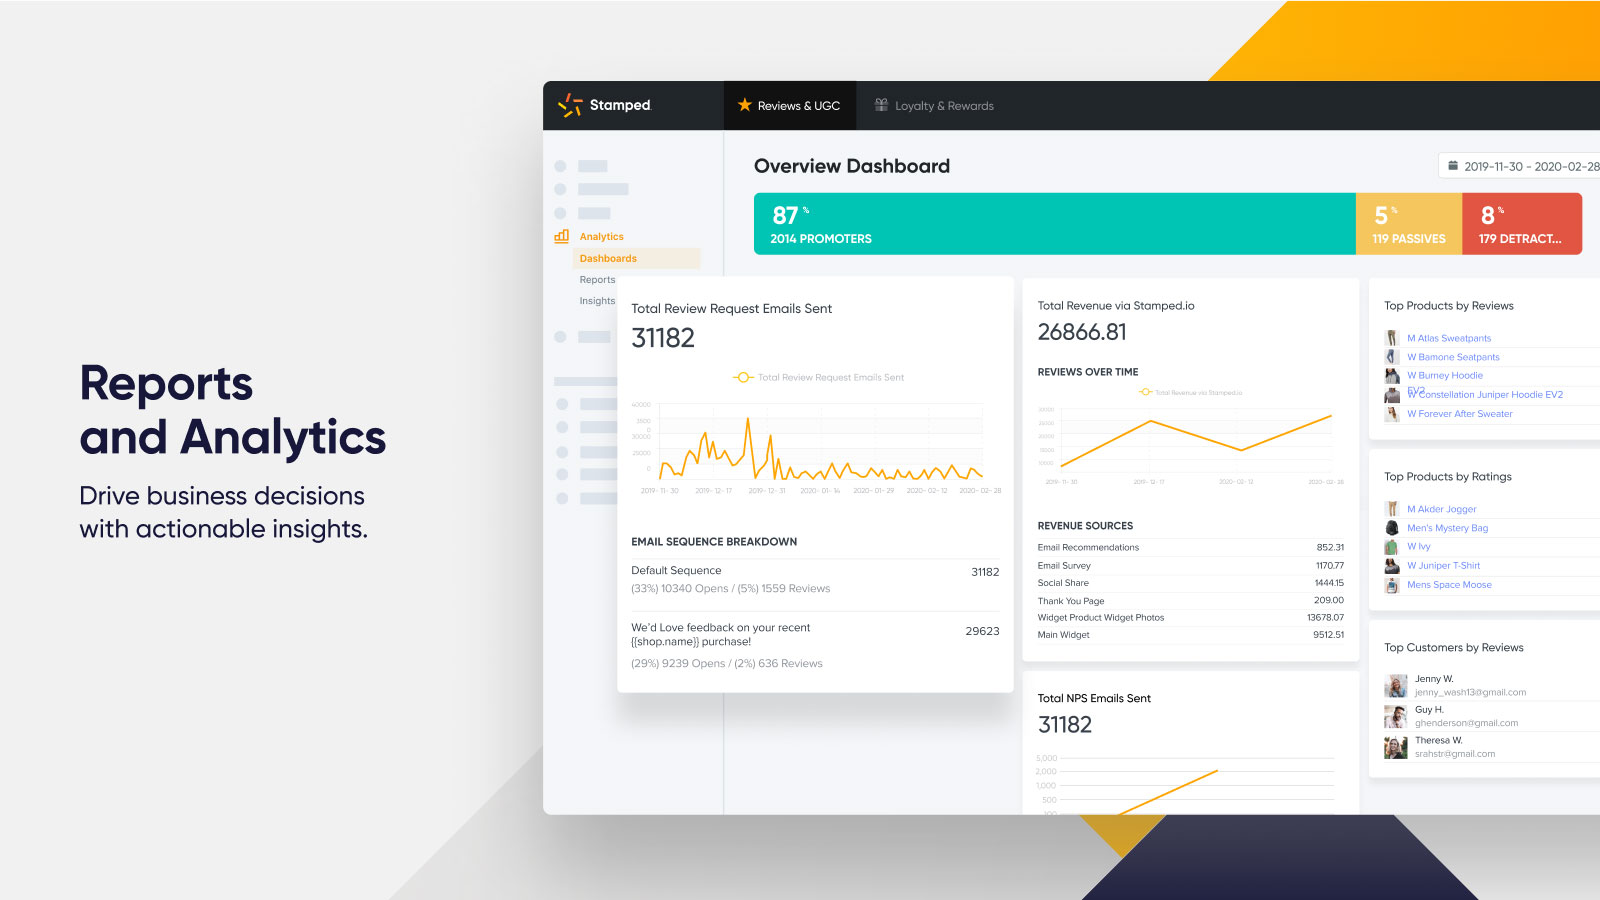 Reports
and Analytics
Drive business decisions
with actionable insights.
Stamped.
Reviews & UGC
Loyalty & Rewards
Analytics
Dashboards
Reports
Insights
Overview Dashboard
2019-11-30 - 2020-02-28
87 %
2014 PROMOTERS
5 %
119 PASSIVES
8 %
179 DETRACT...
Total Review Request Emails Sent
31182
Total Review Request Emails Sent
40000
3500
0
30000
25000
0
2019-11-30 2019-12-17 2019-12-31 2020-01-14 2020-01-29 2020-02-12 2020-02-28
EMAIL SEQUENCE BREAKDOWN
Default Sequence 31182
(33%) 10340 Opens / (5%) 1559 Reviews
We'd Love feedback on your recent
{{shop.name}} purchase! 29623
(29%) 9239 Opens / (2%) 636 Reviews
Total Revenue via Stamped.io
26866.81
REVIEWS OVER TIME
Total Revenue via Stamped.io
2019-11-30 2019-12-17 2020-02-12 2020-02-28
REVENUE SOURCES
Email Recommendations 852.31
Email Survey 1170.77
Social Share 1444.15
Thank You Page 209.00
Widget Product Widget Photos 13678.07
Main Widget 9512.51
Total NPS Emails Sent
31182
5,000
2,000
1,000
500
100
Top Products by Reviews
M Atlas Sweatpants
W Bamone Seatpants
W Burney Hoodie
EV2
W Constellation Juniper Hoodie EV2
W Forever After Sweater
Top Products by Ratings
M Akder Jogger
Men's Mystery Bag
W Ivy
W Juniper T-Shirt
Mens Space Moose
Top Customers by Reviews
Jenny W.
jenny_wash13@gmail.com
Guy H.
ghenderson@gmail.com
Theresa W.
srahstr@gmail.com